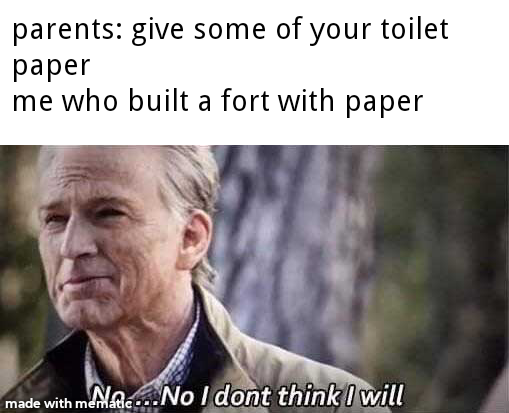 parents: give some of your toilet
paper
me who built a fort with paper
No....No I dont think I will
made with mematic